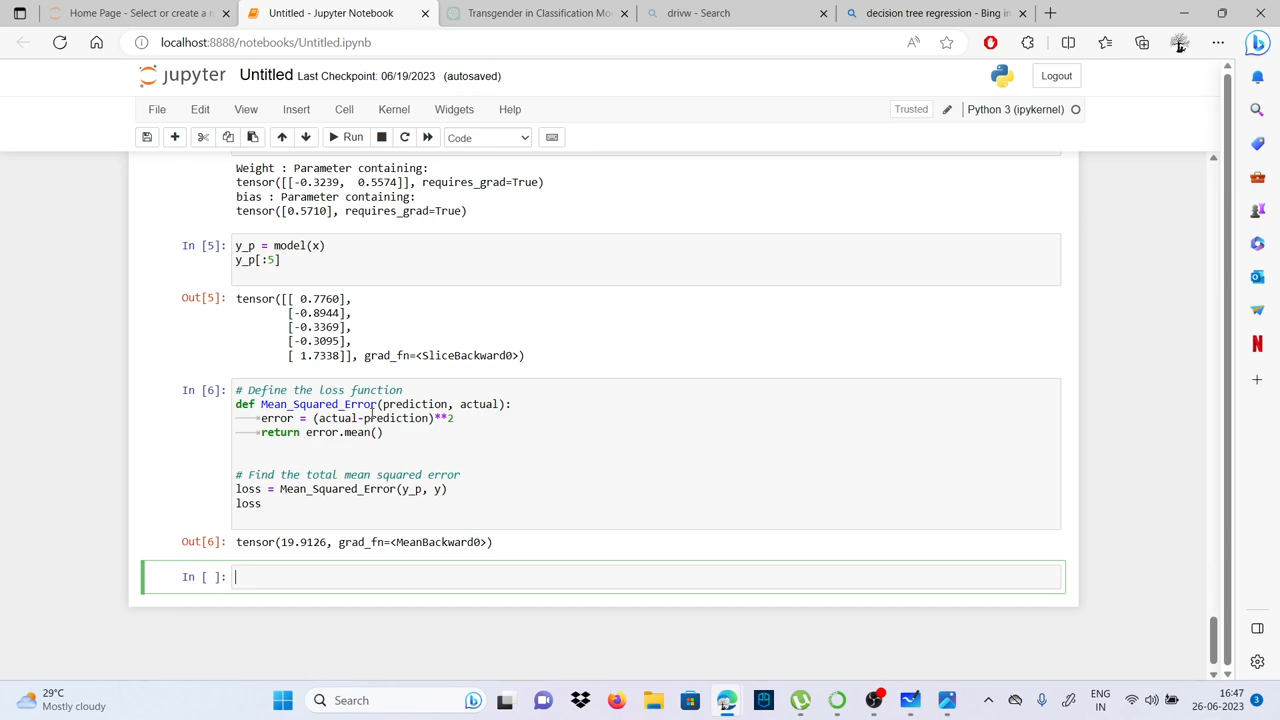 Home Page - Select or create a n
Untitled - Jupyter Notebook
Transgender in Classification Mo
drivw - Search
decision tree regression - Bing in
localhost:8888/notebooks/Untitled.ipynb
jupyter Untitled Last Checkpoint: 06/19/2023 (autosaved)
Logout
File Edit View Insert Cell Kernel Widgets Help
Trusted
Python 3 (ipykernel)
Run
Code
Weight : Parameter containing:
tensor([[-0.3239, 0.5574]], requires_grad=True)
bias : Parameter containing:
tensor([0.5710], requires_grad=True)
In [5]: y_p = model(x)
y_p[:5]
Out[5]: tensor([[ 0.7760],
[-0.8944],
[-0.3369],
[-0.3095],
[ 1.7338]], grad_fn=<SliceBackward0>)
In [6]: # Define the loss function
def Mean_Squared_Error(prediction, actual):
error = (actual-prediction)**2
return error.mean()
# Find the total mean squared error
loss = Mean_Squared_Error(y_p, y)
loss
Out[6]: tensor(19.9126, grad_fn=<MeanBackward0>)
In [ ]:
29°C
Mostly cloudy
Search
ENG
IN
16:47
26-06-2023
3